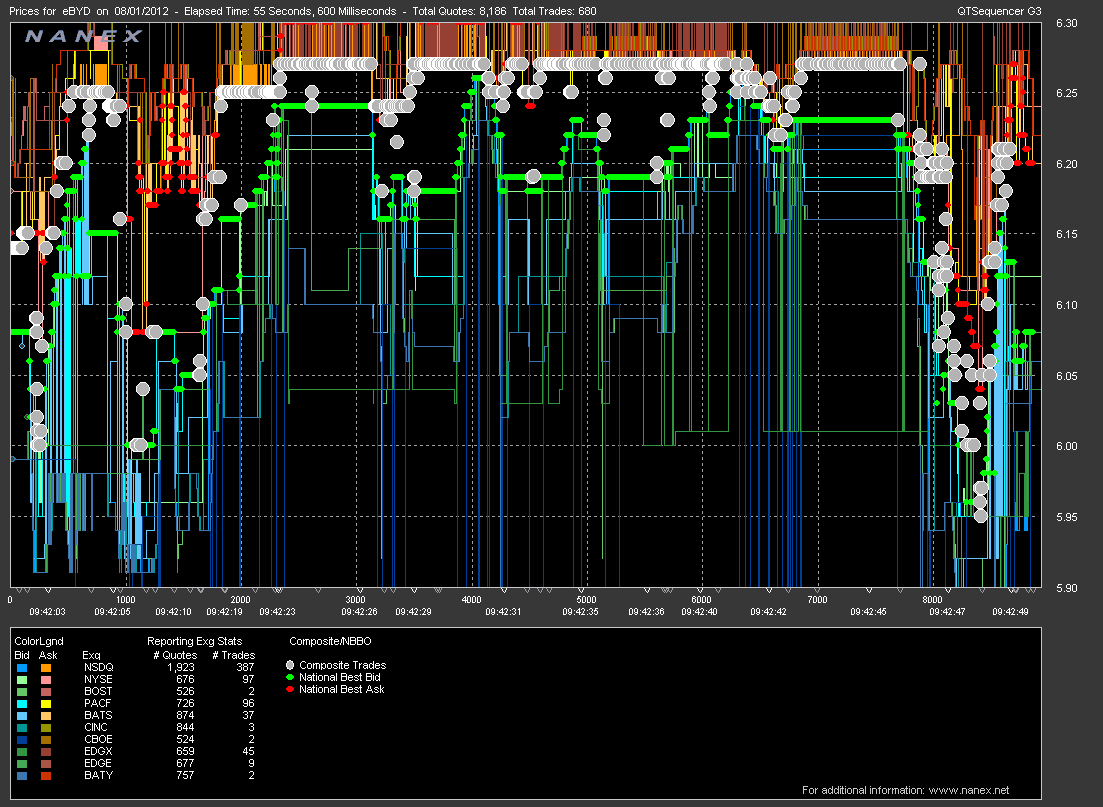 Prices for eBYD on 08/01/2012 - Elapsed Time: 55 Seconds, 600 Milliseconds - Total Quotes: 8,186 Total Trades: 680 QTSequencer G3
NANEX
6.30
6.25
6.20
6.15
6.10
6.05
6.00
5.95
5.90
0 1000 2000 3000 4000 5000 6000 7000 8000
09:42:03 09:42:05 09:42:10 09:42:19 09:42:23 09:42:26 09:42:29 09:42:31 09:42:35 09:42:36 09:42:40 09:42:42 09:42:45 09:42:47 09:42:49
ColorLgnd Reporting Exg Stats Composite/NBBO
Bid Ask Exq # Quotes # Trades
NSDQ 1,923 387
NYSE 676 97
BOST 526 2
PACF 726 96
BATS 874 37
CINC 844 3
CBOE 524 2
EDGX 659 45
EDGE 677 9
BATY 757 2
Composite Trades
National Best Bid
National Best Ask
For additional information: www.nanex.net